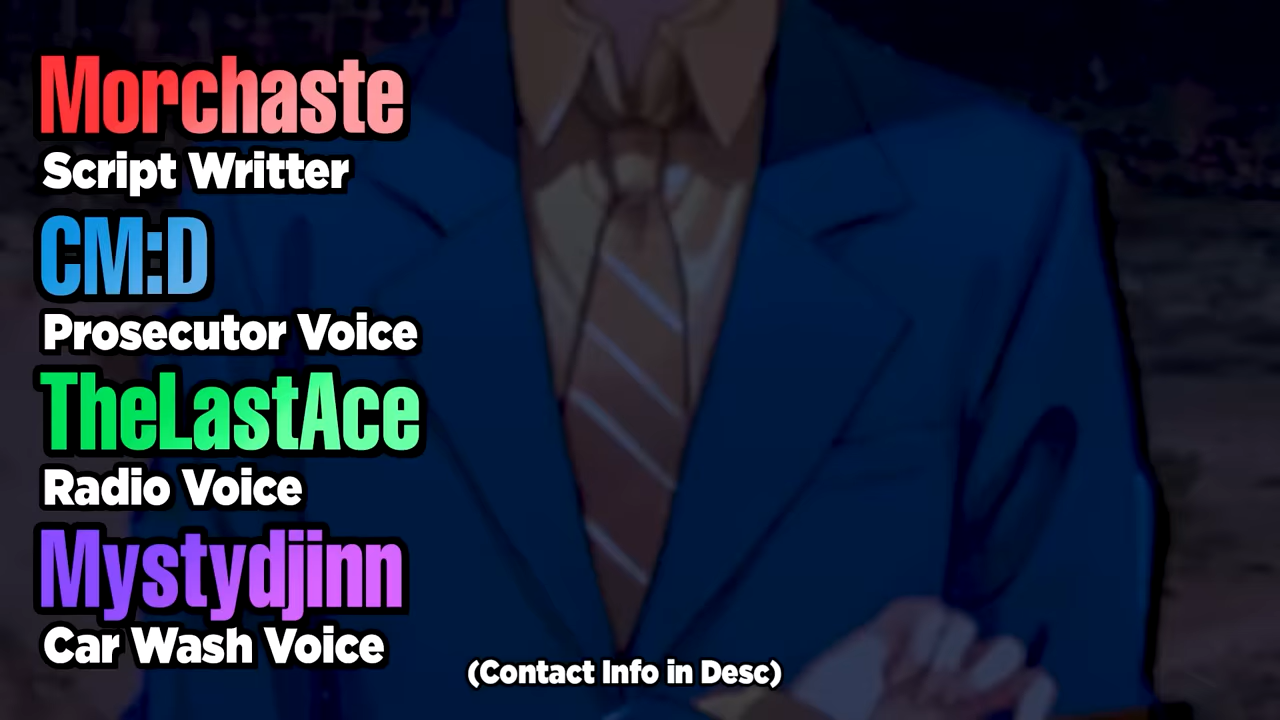 Morchaste
Script Writter
CM:D
Prosecutor Voice
TheLastAce
Radio Voice
Mystydjinn
Car Wash Voice
(Contact Info in Desc)